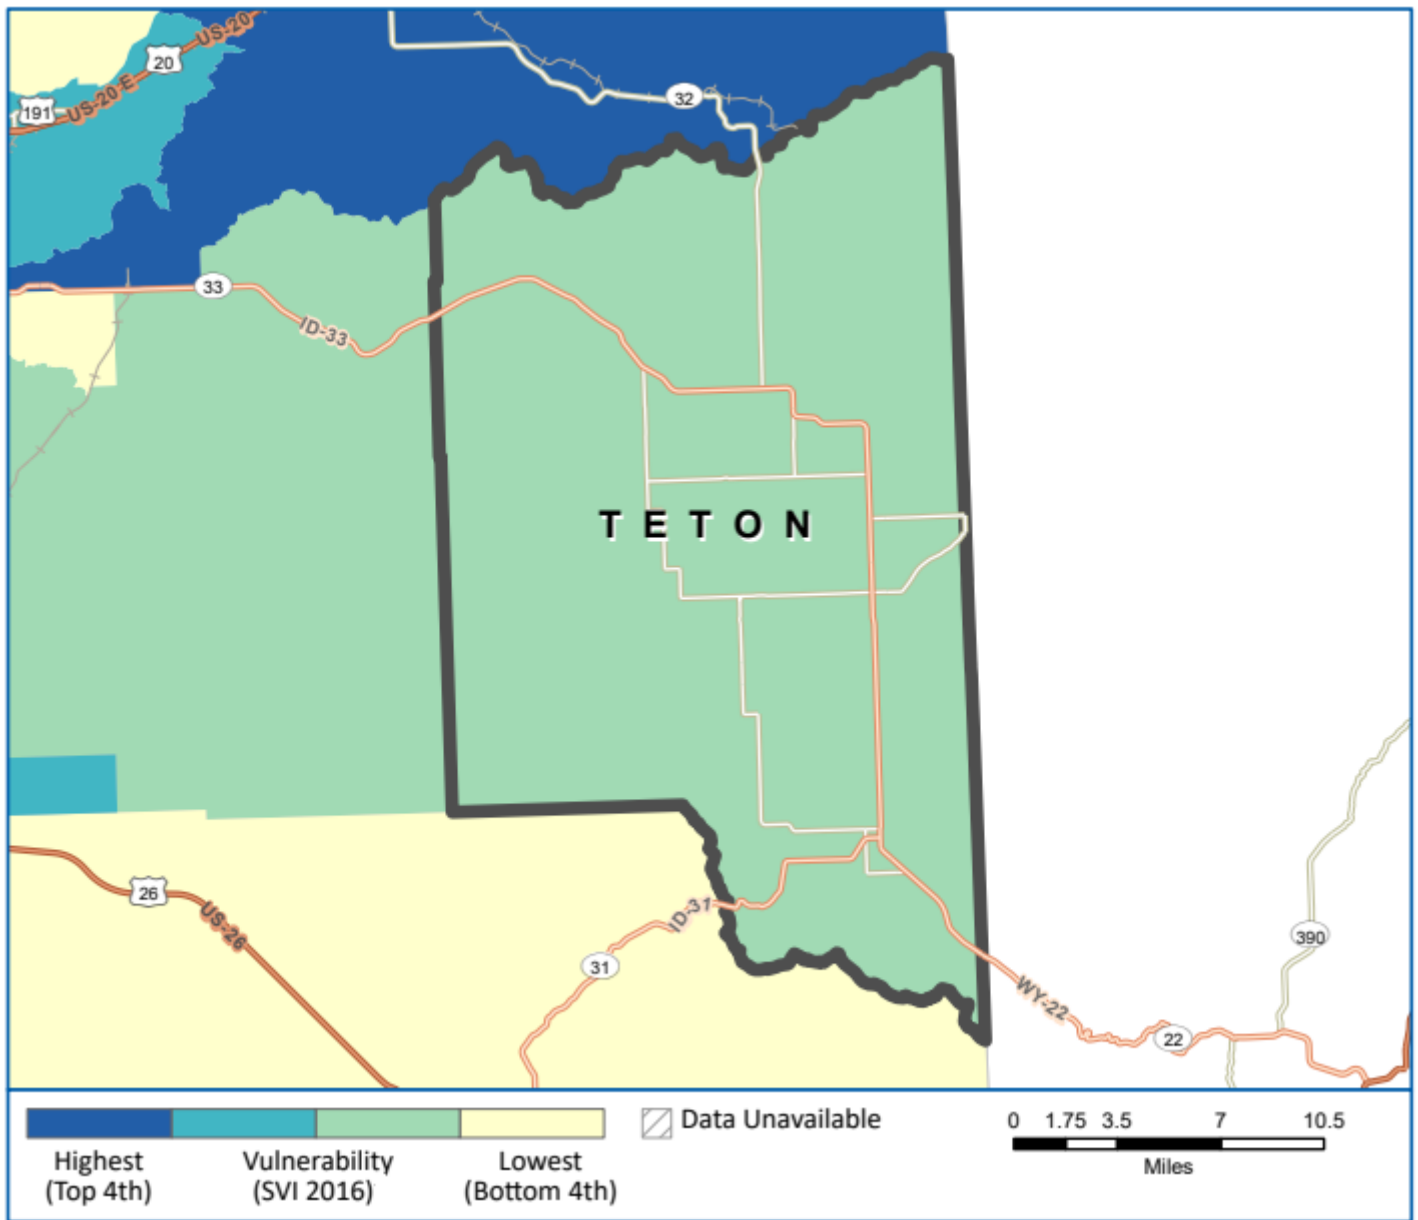 US-20
20
US-20 E
191
32
33
ID-33
TETON
26
US-26
ID-31
31
390
WY-22
22
Highest
(Top 4th)
Vulnerability
(SVI 2016)
Lowest
(Bottom 4th)
Data Unavailable
0 1.75 3.5 7 10.5
Miles